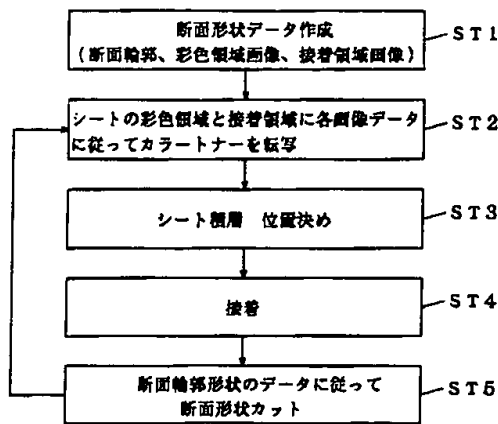 断面形状データ作成
(断面輪郭、彩色領域画像、接着領域画像)
ST1
シートの彩色領域と接着領域に各画像データ
に従ってカラートナーを転写
ST2
シート積層 位置決め
ST3
接着
ST4
断面輪郭形状のデータに従って
断面形状カット
ST5